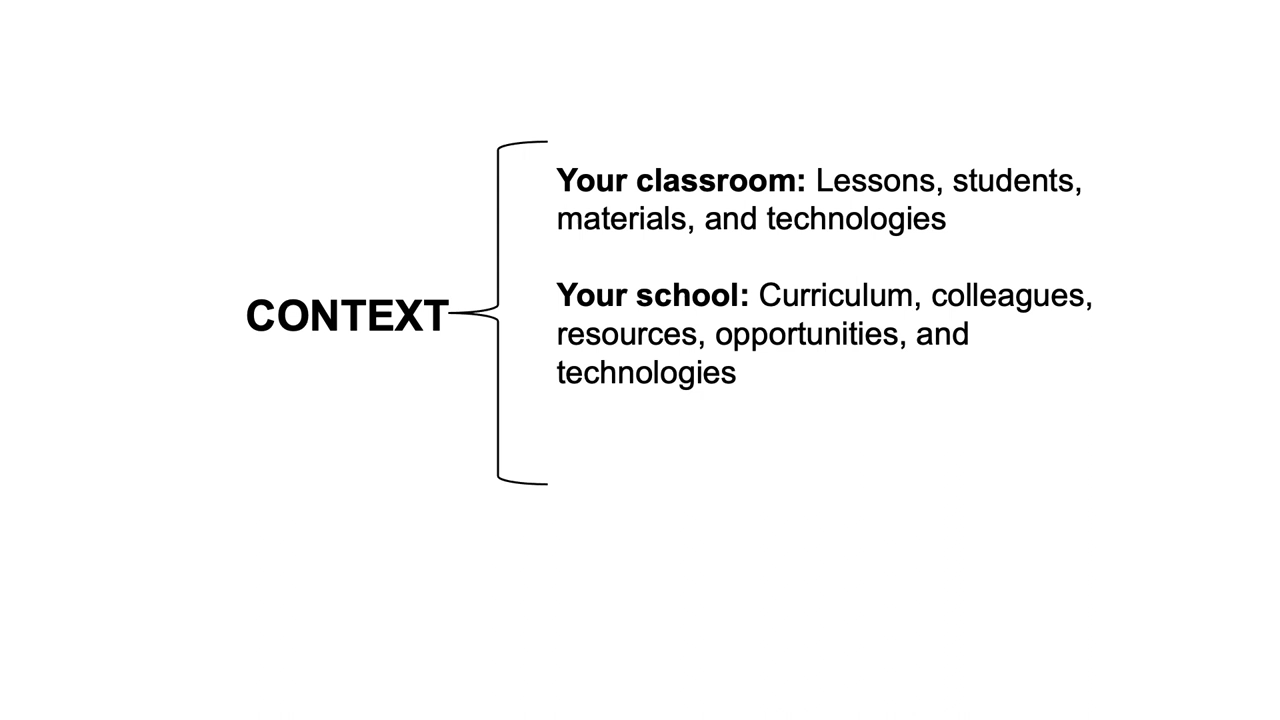 CONTEXT
Your classroom: Lessons, students,
materials, and technologies
Your school: Curriculum, colleagues,
resources, opportunities, and
technologies